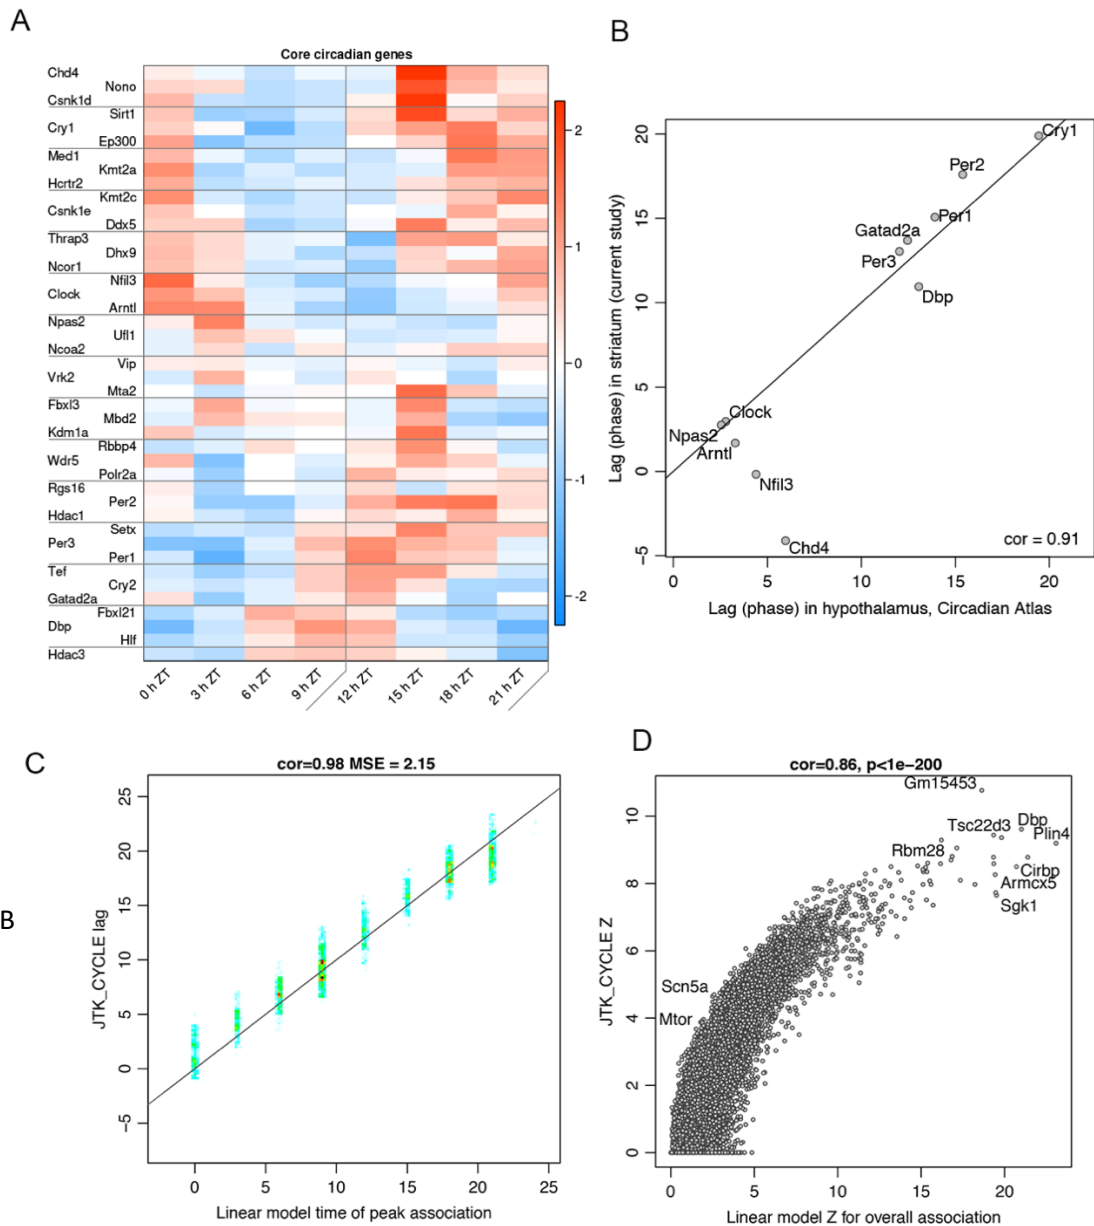 A
Core circadian genes
Chd4
Nono
Csnk1d
Sirt1
Cry1
Ep300
Med1
Kmt2a
Hcrtr2
Kmt2c
Csnk1e
Ddx5
Thrap3
Dhx9
Ncor1
Nfil3
Clock
Arntl
Npas2
Ufl1
Ncoa2
Vip
Vrk2
Mta2
Fbxl3
Mbd2
Kdm1a
Rbbp4
Wdr5
Polr2a
Rgs16
Per2
Hdac1
Setx
Per3
Per1
Tef
Cry2
Gatad2a
Fbxl21
Dbp
Hlf
Hdac3
0 h ZT
3 h ZT
6 h ZT
9 h ZT
12 h ZT
15 h ZT
18 h ZT
21 h ZT
2
1
0
-1
-2
B
Lag (phase) in striatum (current study)
20
15
10
5
0
−5
Cry1
Per2
Per1
Gatad2a
Per3
Dbp
Clock
Npas2
Arntl
Nfil3
Chd4
cor = 0.91
0 5 10 15 20
Lag (phase) in hypothalamus, Circadian Atlas
C
cor=0.98 MSE = 2.15
B
JTK_CYCLE lag
25
20
15
10
5
0
−5
0 5 10 15 20 25
Linear model time of peak association
D
cor=0.86, p<1e−200
JTK_CYCLE Z
10
8
6
4
2
0
Gm15453
Tsc22d3
Dbp
Plin4
Rbm28
Cirbp
Armcx5
Sgk1
Scn5a
Mtor
0 5 10 15 20
Linear model Z for overall association